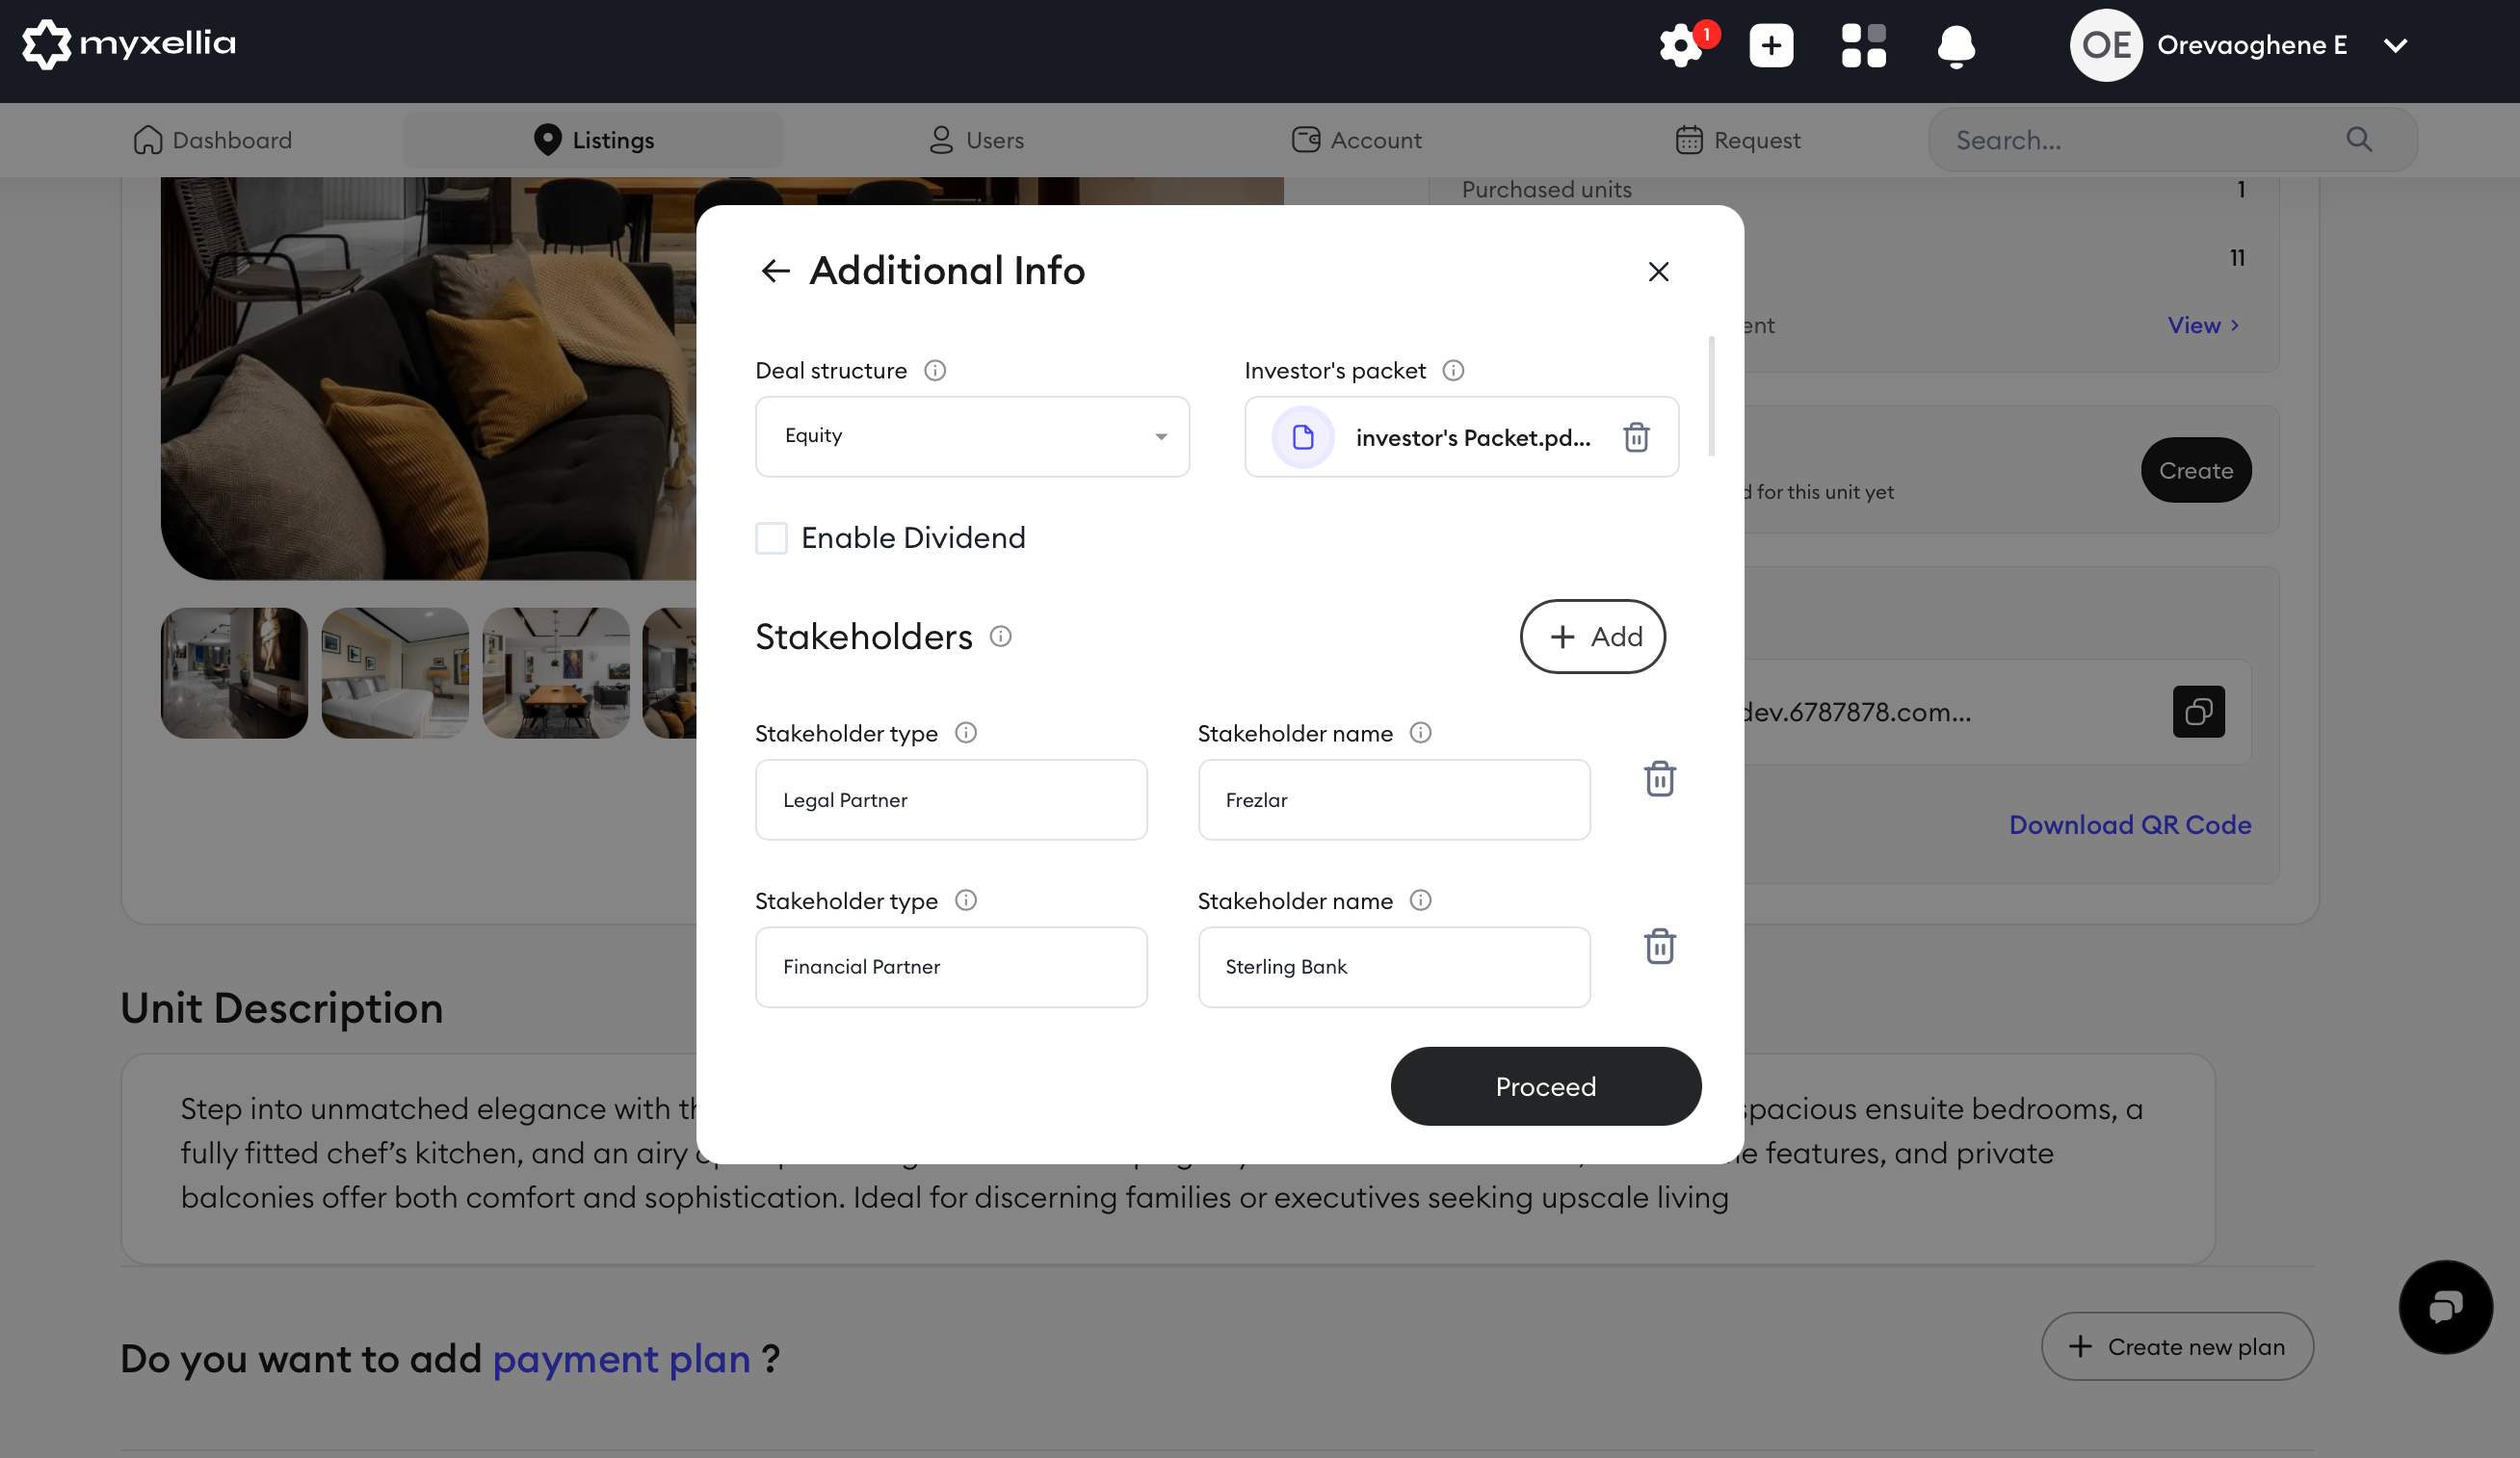 myxellia
1
OE
Orevaoghene E
Dashboard
Listings
Users
Account
Request
Search...
Purchased units
1
11
ent
View >
Additional Info
Deal structure
Investor's packet
Equity
investor's Packet.pd...
Enable Dividend
Create
d for this unit yet
Stakeholders
+ Add
Stakeholder type
Stakeholder name
Legal Partner
Frezlar
dev.6787878.com...
Download QR Code
Stakeholder type
Stakeholder name
Financial Partner
Sterling Bank
Proceed
Unit Description
Step into unmatched elegance with th
spacious ensuite bedrooms, a
fully fitted chef’s kitchen, and an airy
features, and private
balconies offer both comfort and sophistication. Ideal for discerning families or executives seeking upscale living
Do you want to add payment plan ?
+ Create new plan